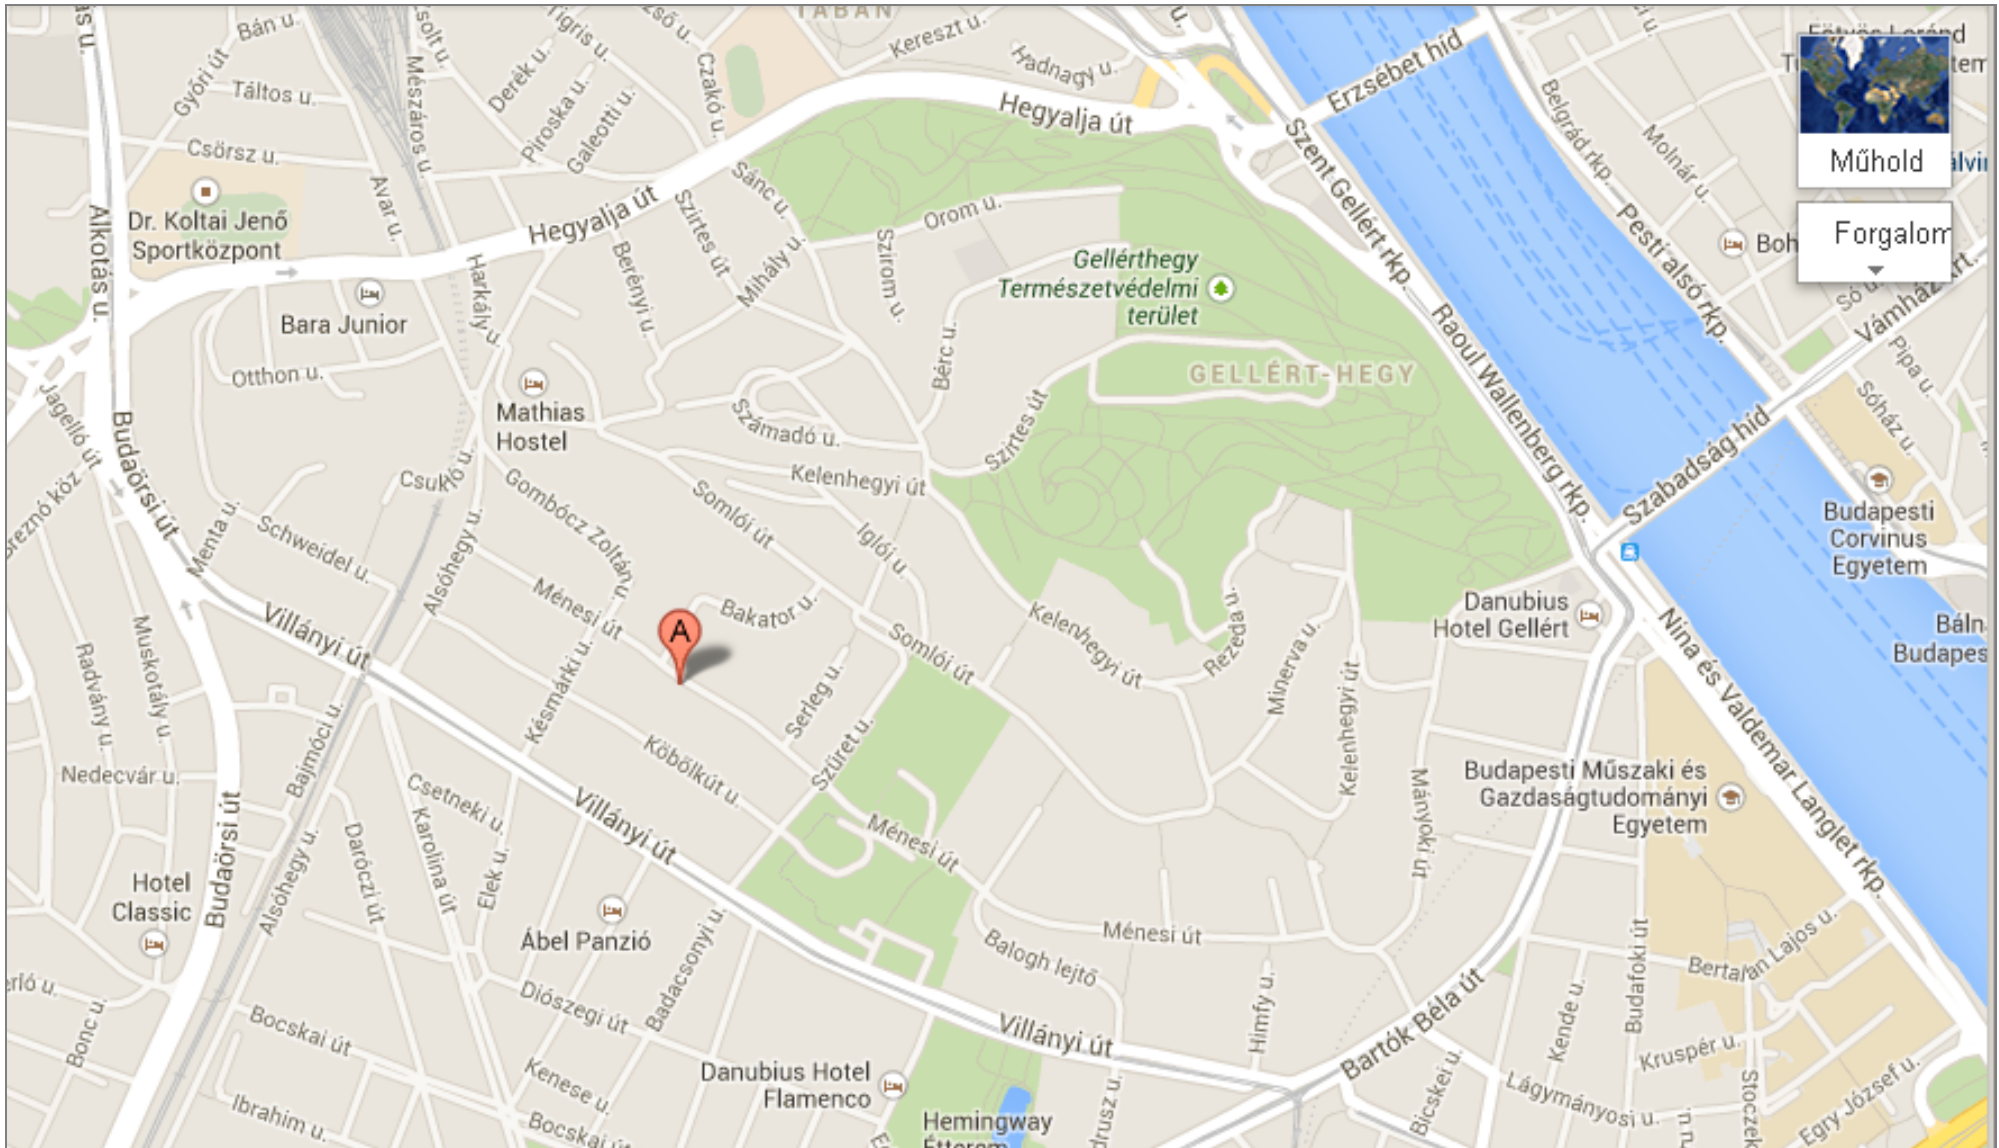 TABÁN
Bán u.
Győri út
Táltos u.
Csörsz u.
Mészáros u.
Avar u.
Derék u.
Tigris u.
Piroska u.
Galeotti u.
Czakó u.
Kereszt u.
Hadnagy u.
Hegyalja út
Erzsébet híd
Belgrád rkp.
Molnár u.
Műhold
Forgalom
Dr. Koltai Jenő
Sportközpont
Alkotás u.
Hegyalja út
Sánc u.
Szirtes út
Orom u.
Szirom u.
Mihály u.
Berényi u.
Harkály u.
Szent Gellért rkp.
Pesti alsó rkp.
Só u.
Pipa u.
Sóház u.
Gellérthegy
Természetvédelmi
terület
Bara Junior
Otthon u.
Bérc u.
GELLÉRT-HEGY
Raoul Wallenberg rkp.
Szabadság híd
Jagelló út
Budaörsi út
Mathias
Hostel
Számadó u.
Szirtes út
Kelenhegyi út
Csukló u.
Gombócz Zoltán u.
Somlói út
Iglói u.
Menta u.
Schweidel u.
Alsóhegy u.
Ménesi út
Bakator u.
A
Budapesti
Corvinus
Egyetem
Danubius
Hotel Gellért
Villányi út
Muskotály u.
Radvány u.
Késmárki u.
Serleg u.
Szüret u.
Somlói út
Kelenhegyi út
Rezeda u.
Minerva u.
Kelenhegyi út
Nina és Valdemar Langlet rkp.
Bajmóci u.
Nedecvár u.
Köbölkút u.
Csetneki u.
Karolina út
Daróczi út
Elek u.
Villányi út
Ménesi út
Mányoki út
Budapesti Műszaki és
Gazdaságtudományi
Egyetem
Budaörsi út
Alsóhegy u.
Hotel
Classic
Ábel Panzió
Badacsonyi u.
Balogh lejtő
Ménesi út
Himfy u.
Bartók Béla út
Budafoki út
Bertalan Lajos u.
Kende u.
Kruspér u.
Bonc u.
Bocskai út
Diószegi út
Villányi út
Ibrahim u.
Kenese u.
Bocskai út
Danubius Hotel
Flamenco
Hemingway
Étterem
Bicskei u.
Lágymányosi u.
Stoczek
Egry József u.